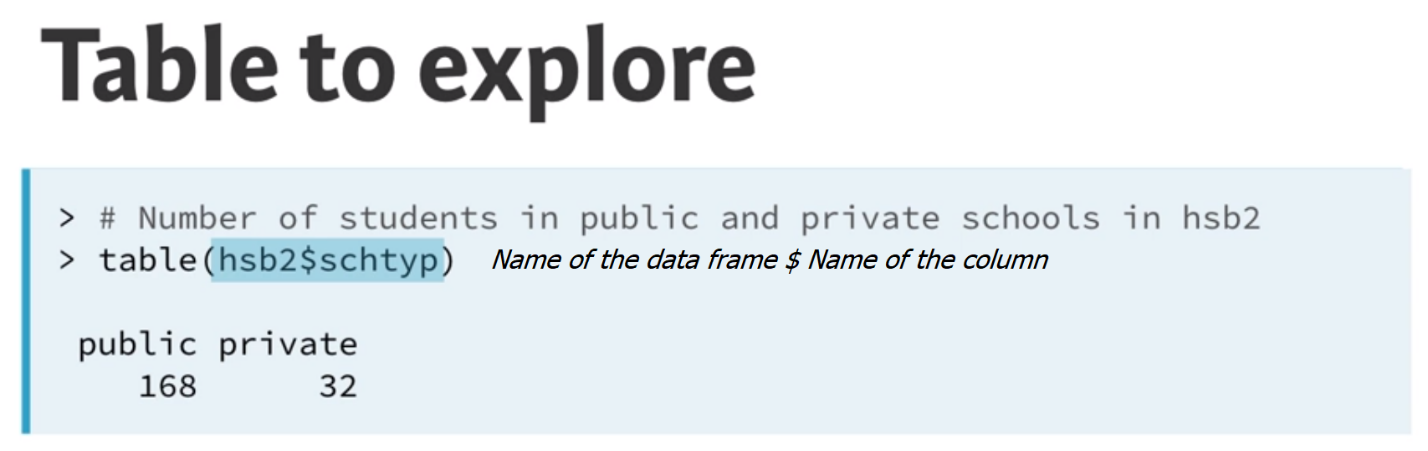 Table to explore
> # Number of students in public and private schools in hsb2
> table(hsb2$schtyp) Name of the data frame $ Name of the column
public private
168 32